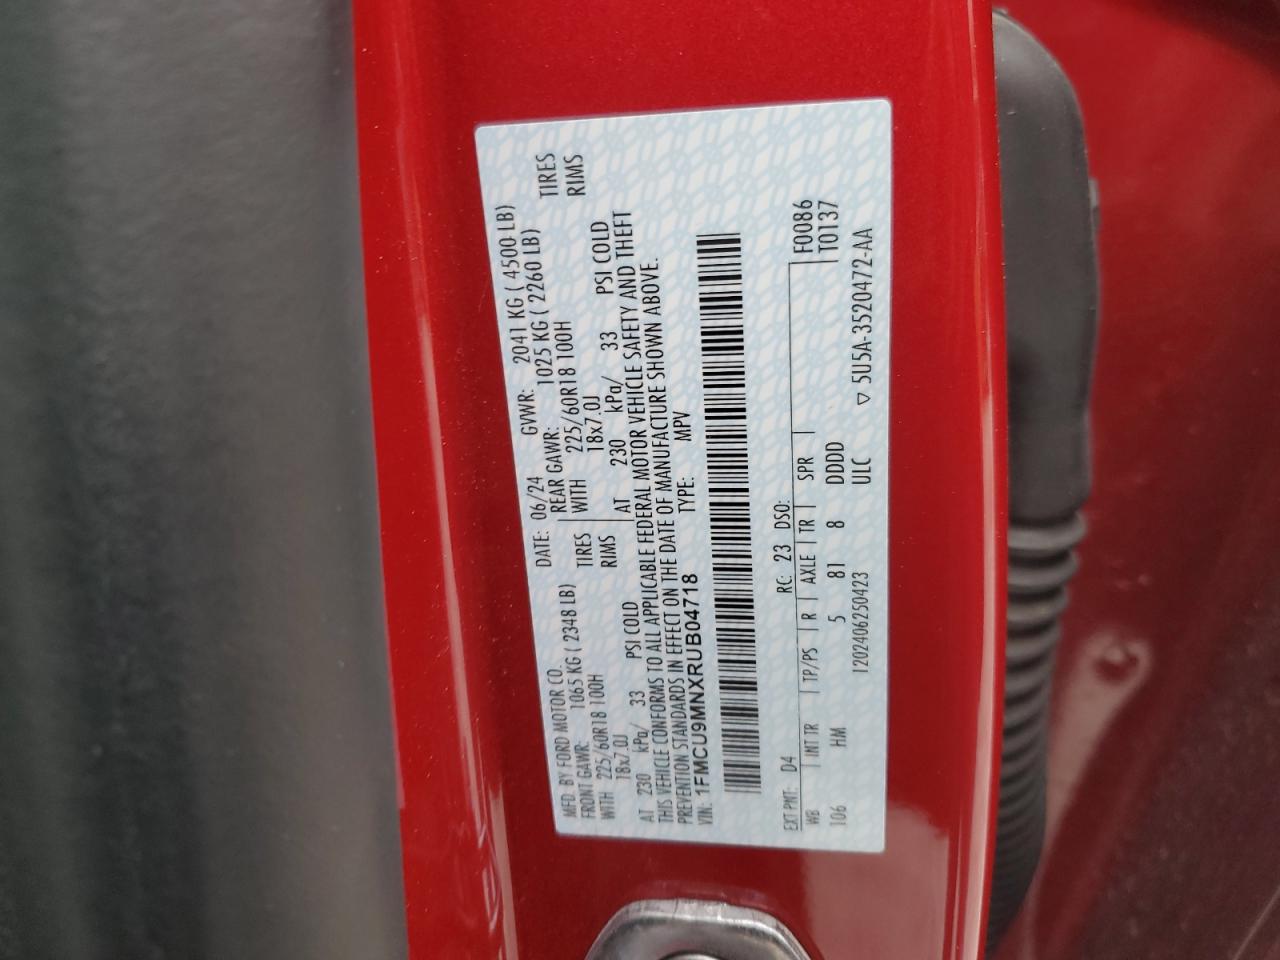 MFD. BY FORD MOTOR CO.
DATE: 06/24 GVWR: 2041 KG ( 4500 LB)
FRONT GAWR: 1065 KG ( 2348 LB) REAR GAWR: 1025 KG ( 2260 LB)
WITH 225/60R18 100H TIRES WITH 225/60R18 100H TIRES
18x7.0J RIMS 18x7.0J RIMS
AT 230 kPa/ 33 PSI COLD AT 230 kPa/ 33 PSI COLD
THIS VEHICLE CONFORMS TO ALL APPLICABLE FEDERAL MOTOR VEHICLE SAFETY AND THEFT
PREVENTION STANDARDS IN EFFECT ON THE DATE OF MANUFACTURE SHOWN ABOVE.
VIN: 1FMCU9MNXRUB04718 TYPE: MPV
EXT PNT: D4 RC: 23 DSO: F0086
WB INT TR TP/PS R AXLE TR SPR T0137
106 HM 5 81 8 DDDD
1202406250423 ULC ▽ 5U5A-3520472-AA